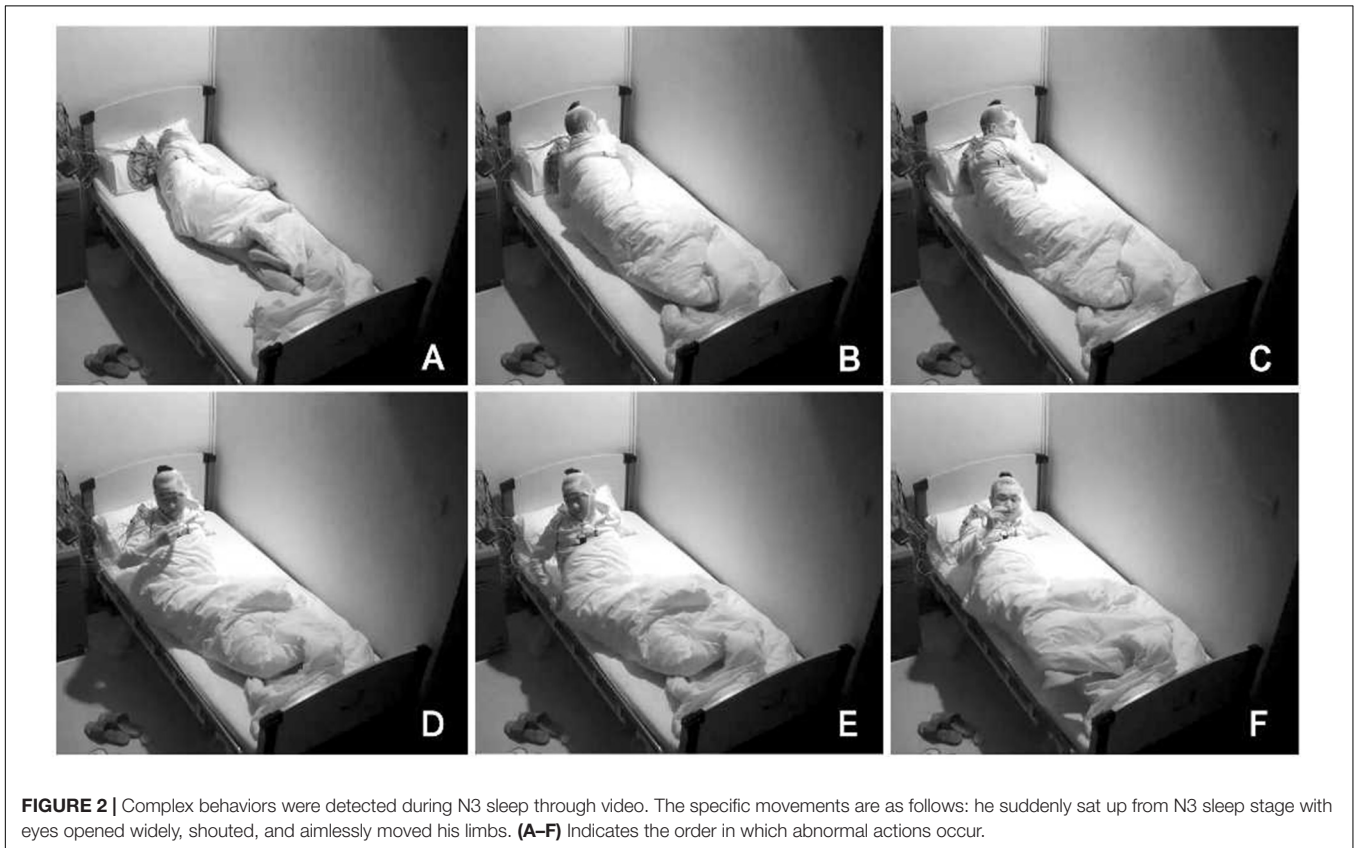 A
B
C
D
E
F
FIGURE 2 | Complex behaviors were detected during N3 sleep through video. The specific movements are as follows: he suddenly sat up from N3 sleep stage with
eyes opened widely, shouted, and aimlessly moved his limbs. (A–F) Indicates the order in which abnormal actions occur.